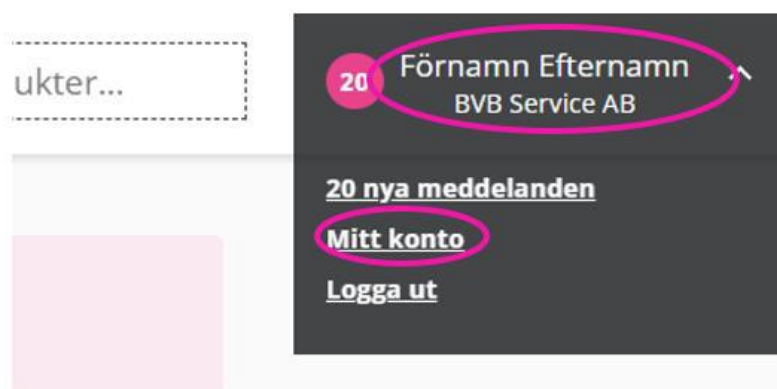 ukter...
20
Förnamn Efternamn
BVB Service AB
20 nya meddelanden
Mitt konto
Logga ut